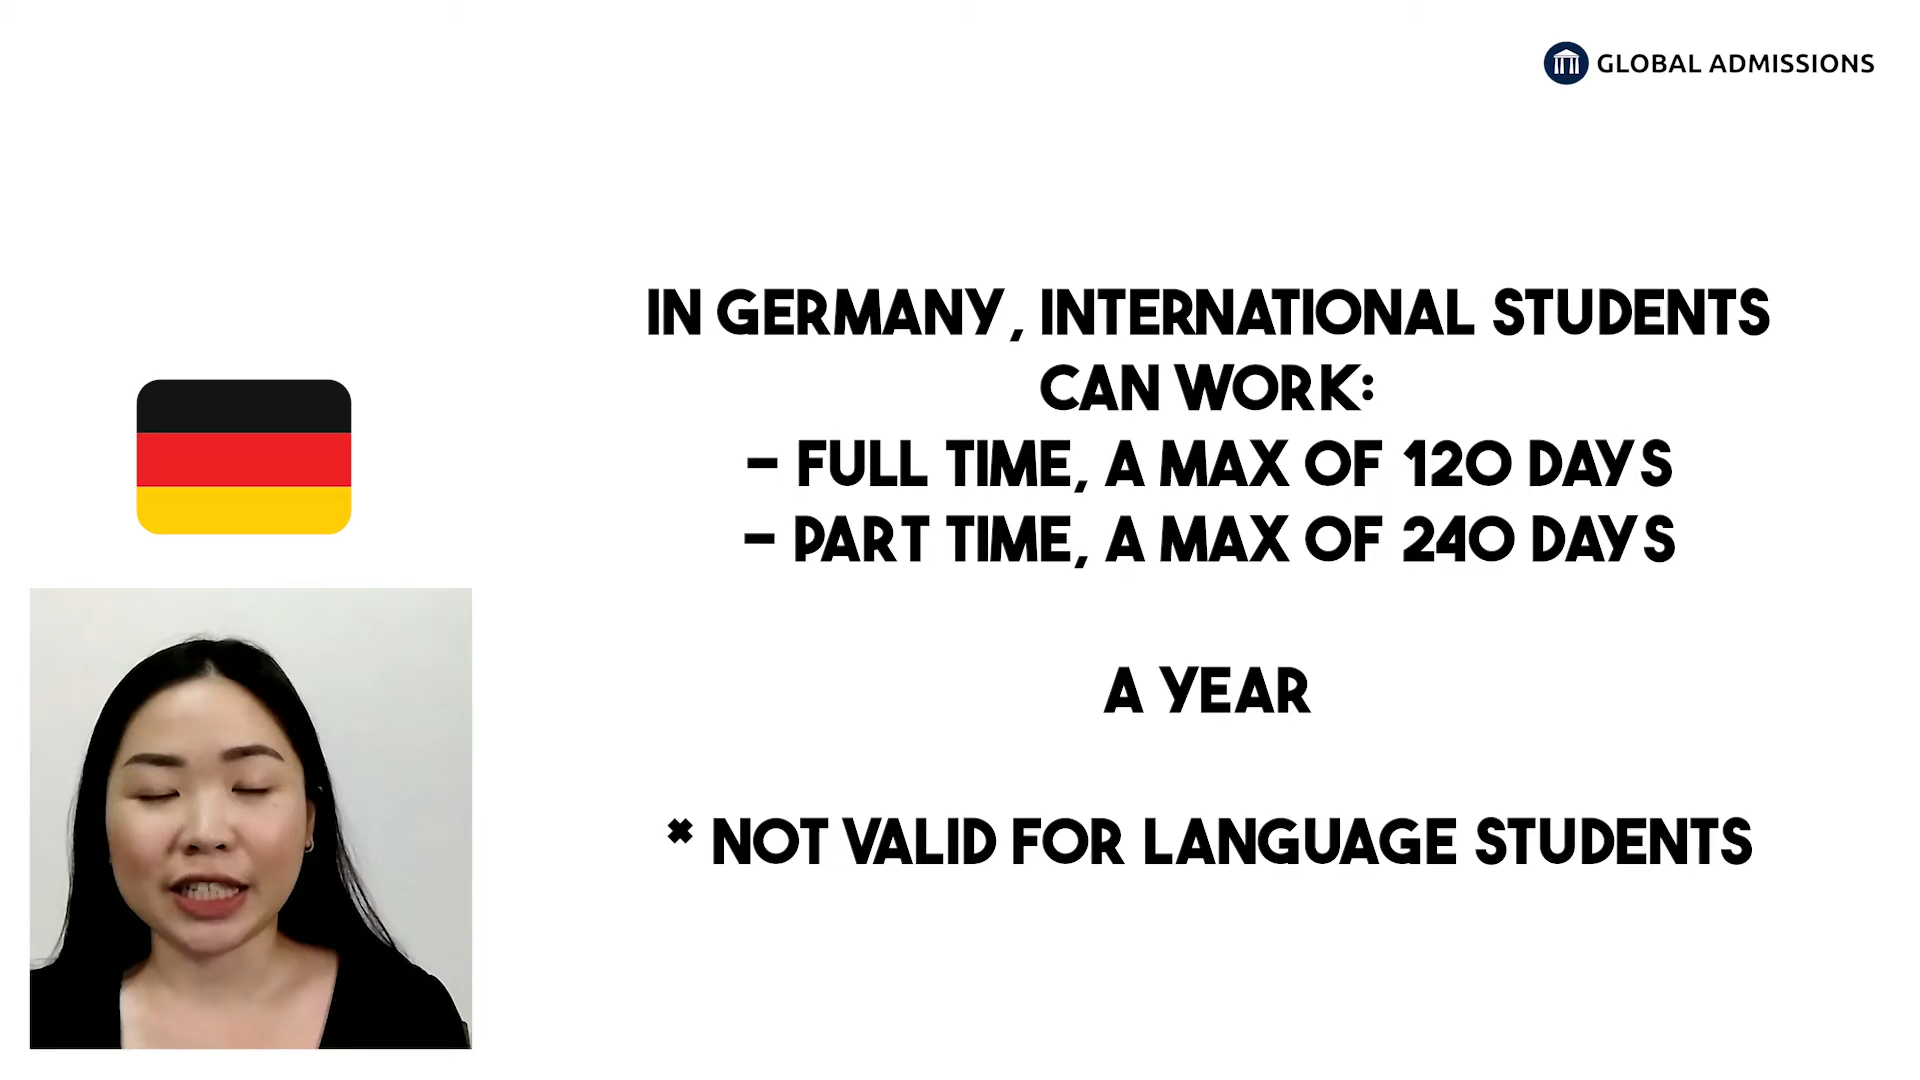 GLOBAL ADMISSIONS
IN GERMANY, INTERNATIONAL STUDENTS
CAN WORK:
- FULL TIME, A MAX OF 120 DAYS
- PART TIME, A MAX OF 240 DAYS
A YEAR
* NOT VALID FOR LANGUAGE STUDENTS